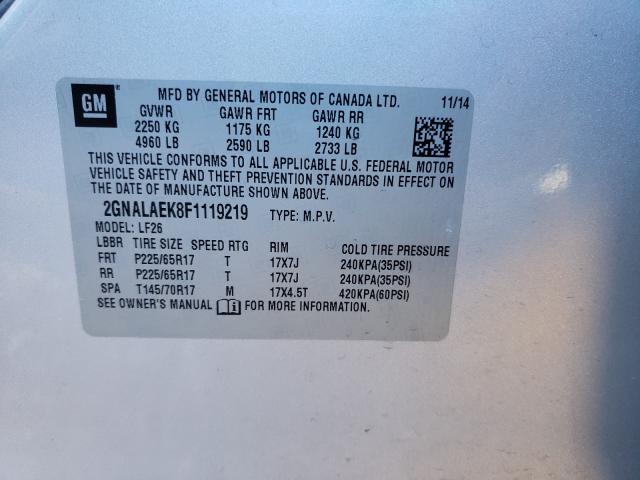 GM
MFD BY GENERAL MOTORS OF CANADA LTD. 11/14
GVWR GAWR FRT GAWR RR
2250 KG 1175 KG 1240 KG
4960 LB 2590 LB 2733 LB
THIS VEHICLE CONFORMS TO ALL APPLICABLE U.S. FEDERAL MOTOR
VEHICLE SAFETY AND THEFT PREVENTION STANDARDS IN EFFECT ON
THE DATE OF MANUFACTURE SHOWN ABOVE.
2GNALAEK8F1119219 TYPE: M.P.V.
MODEL: LF26
LBBR TIRE SIZE SPEED RTG RIM COLD TIRE PRESSURE
FRT P225/65R17 T 17X7J 240KPA(35PSI)
RR P225/65R17 T 17X7J 240KPA(35PSI)
SPA T145/70R17 M 17X4.5T 420KPA(60PSI)
SEE OWNER'S MANUAL FOR MORE INFORMATION.